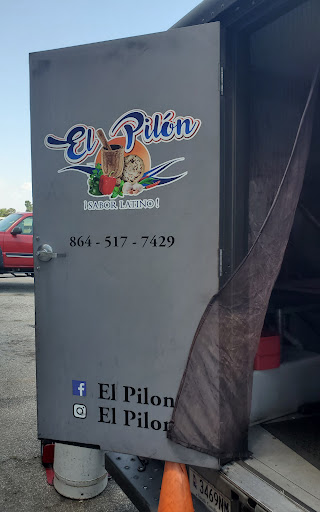 El Pilón
¡SABOR LATINO!
864 - 517 - 7429
El Pilon
El Pilon